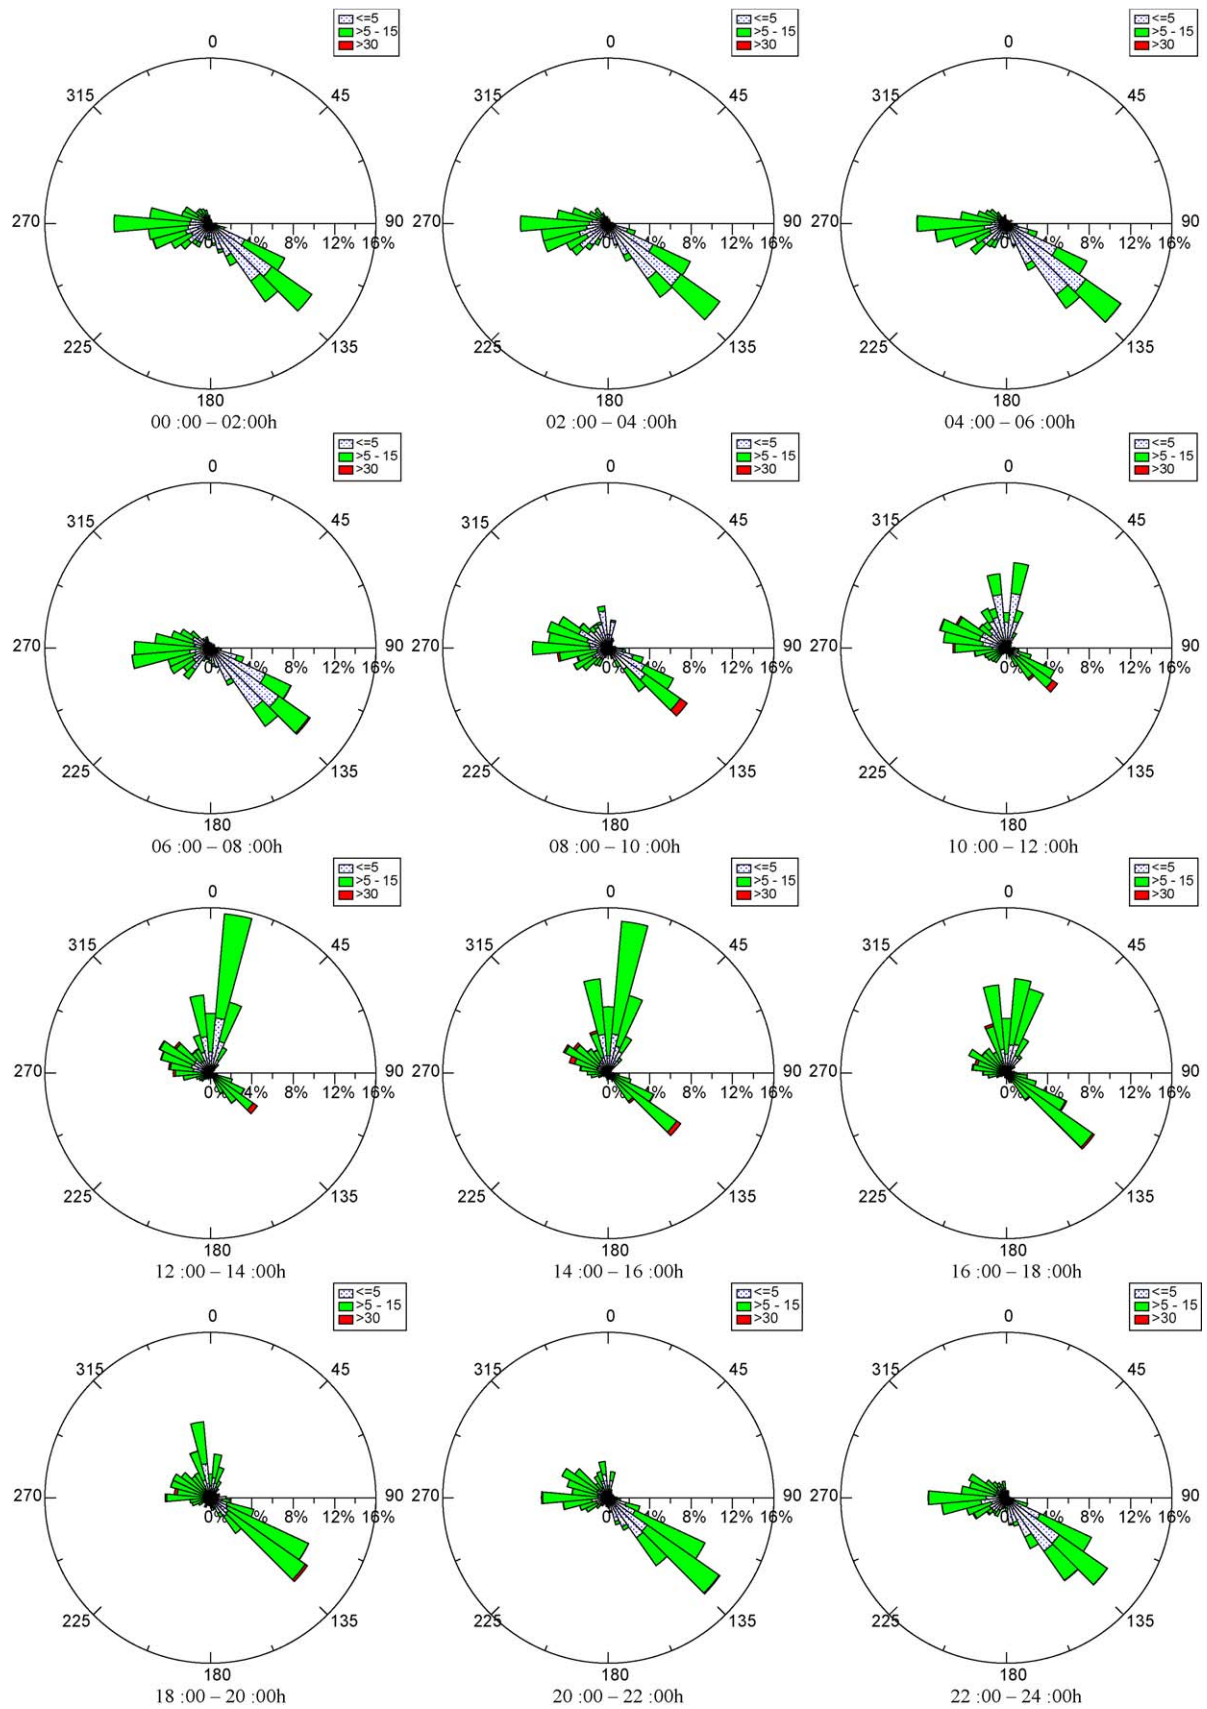 <=5
>5 - 15
>30
0
315 45
270 90
0% 4% 8% 12% 16%
225 135
180
00 :00 – 02:00h
<=5
>5 - 15
>30
0
315 45
270 90
0% 4% 8% 12% 16%
225 135
180
02 :00 – 04 :00h
<=5
>5 - 15
>30
0
315 45
270 90
0% 4% 8% 12% 16%
225 135
180
04 :00 – 06 :00h
<=5
>5 - 15
>30
0
315 45
270 90
0% 4% 8% 12% 16%
225 135
180
06 :00 – 08 :00h
<=5
>5 - 15
>30
0
315 45
270 90
0% 4% 8% 12% 16%
225 135
180
08 :00 – 10 :00h
<=5
>5 - 15
>30
0
315 45
270 90
0% 4% 8% 12% 16%
225 135
180
10 :00 – 12 :00h
<=5
>5 - 15
>30
0
315 45
270 90
0% 4% 8% 12% 16%
225 135
180
12 :00 – 14 :00h
<=5
>5 - 15
>30
0
315 45
270 90
0% 4% 8% 12% 16%
225 135
180
14 :00 – 16 :00h
<=5
>5 - 15
>30
0
315 45
270 90
0% 4% 8% 12% 16%
225 135
180
16 :00 – 18 :00h
<=5
>5 - 15
>30
0
315 45
270 90
0% 4% 8% 12% 16%
225 135
180
18 :00 – 20 :00h
<=5
>5 - 15
>30
0
315 45
270 90
0% 4% 8% 12% 16%
225 135
180
20 :00 – 22 :00h
<=5
>5 - 15
>30
0
315 45
270 90
0% 4% 8% 12% 16%
225 135
180
22 :00 – 24 :00h